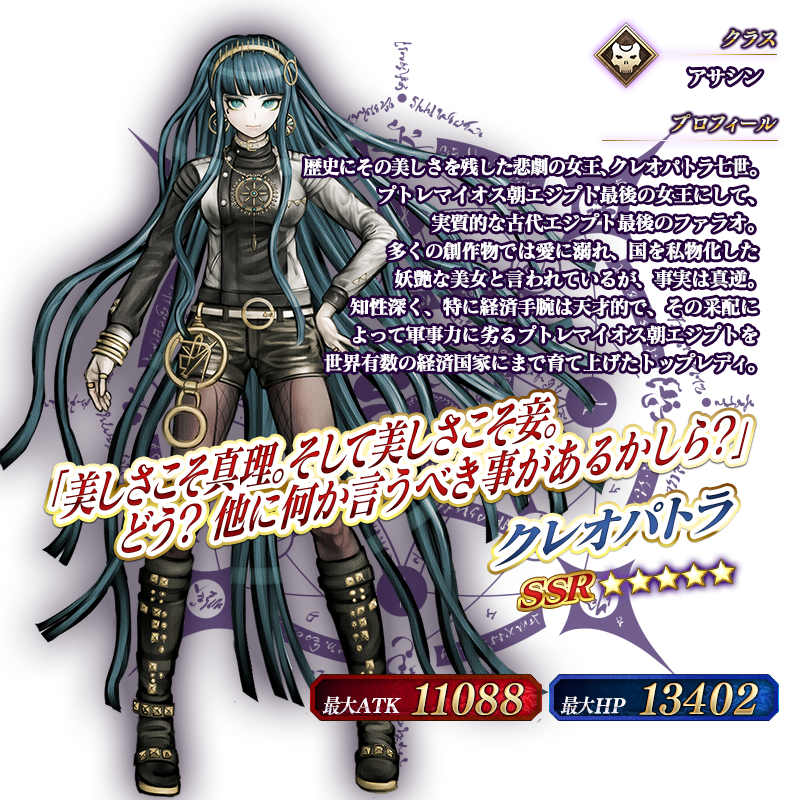 クラス
アサシン
プロフィール
歴史にその美しさを残した悲劇の女王、クレオパトラ七世。
プトレマイオス朝エジプト最後の女王にして、
実質的な古代エジプト最後のファラオ。
多くの創作物では愛に溺れ、国を私物化した
妖艶な美女と言われているが、事実は真逆。
知性深く、特に経済手腕は天才的で、その采配に
よって軍事力に劣るプトレマイオス朝エジプトを
世界有数の経済国家にまで育て上げたトップレディ。
「美しさこそ真理。そして美しさこそ妾。
どう? 他に何か言うべき事があるかしら?」
クレオパトラ
SSR ★★★★★
最大ATK 11088
最大HP 13402